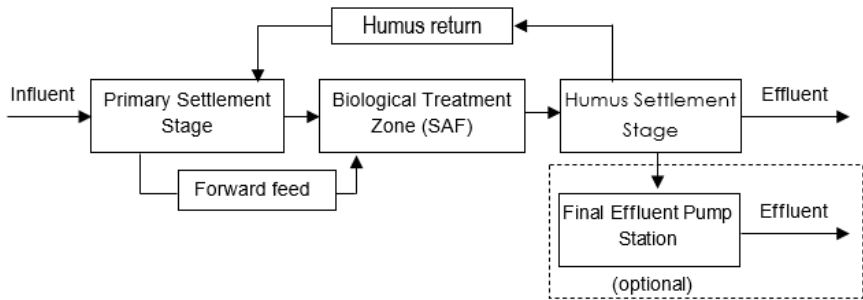 Humus return
Influent
Primary Settlement
Stage
Biological Treatment
Zone (SAF)
Humus Settlement
Stage
Effluent
Forward feed
Final Effluent Pump
Station
Effluent
(optional)